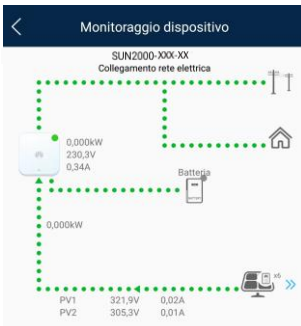 Monitoraggio dispositivo
SUN2000-XXX-XX
Collegamento rete elettrica
0,000kW
230,3V
0,34A
Batteria
0,000kW
x6
PV1 321,9V 0,02A
PV2 305,3V 0,01A